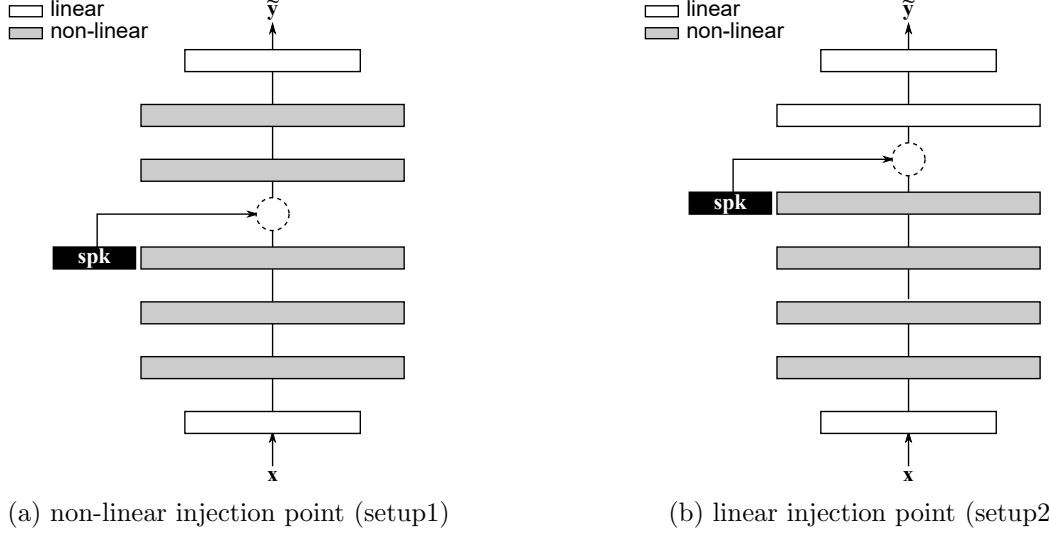 linear
non-linear
ỹ
spk
x
(a) non-linear injection point (setup1)
linear
non-linear
ỹ
spk
x
(b) linear injection point (setup2